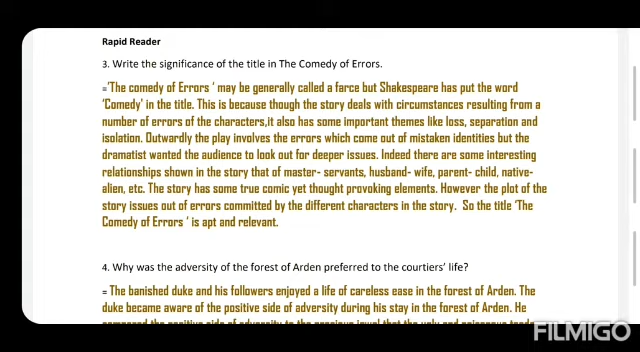 Rapid Reader
3. Write the significance of the title in The Comedy of Errors.
='The comedy of Errors ' may be generally called a farce but Shakespeare has put the word
'Comedy' in the title. This is because though the story deals with circumstances resulting from a
number of errors of the characters,it also has some important themes like loss, separation and
isolation. Outwardly the play involves the errors which come out of mistaken identities but the
dramatist wanted the audience to look out for deeper issues. Indeed there are some interesting
relationships shown in the story that of master- servants, husband- wife, parent- child, native-
alien, etc. The story has some true comic yet thought provoking elements. However the plot of the
story issues out of errors committed by the different characters in the story. So the title 'The
Comedy of Errors ' is apt and relevant.
4. Why was the adversity of the forest of Arden preferred to the courtiers' life?
= The banished duke and his followers enjoyed a life of careless ease in the forest of Arden. The
duke became aware of the positive side of adversity during his stay in the forest of Arden. He
FILMIGO